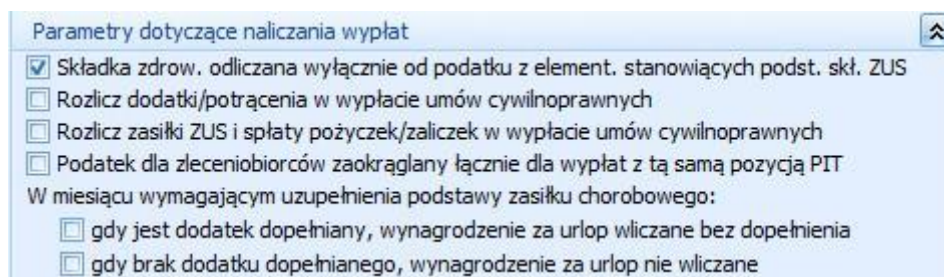 Parametry dotyczące naliczania wypłat
Składka zdrow. odliczana wyłącznie od podatku z element. stanowiących podst. skł. ZUS
Rozlicz dodatki/potrącenia w wypłacie umów cywilnoprawnych
Rozlicz zasiłki ZUS i spłaty pożyczek/zaliczek w wypłacie umów cywilnoprawnych
Podatek dla zleceniobiorców zaokrąglany łącznie dla wypłat z tą samą pozycją PIT
W miesiącu wymagającym uzupełnienia podstawy zasiłku chorobowego:
gdy jest dodatek dopełniany, wynagrodzenie za urlop wliczane bez dopełnienia
gdy brak dodatku dopełnianego, wynagrodzenie za urlop nie wliczane